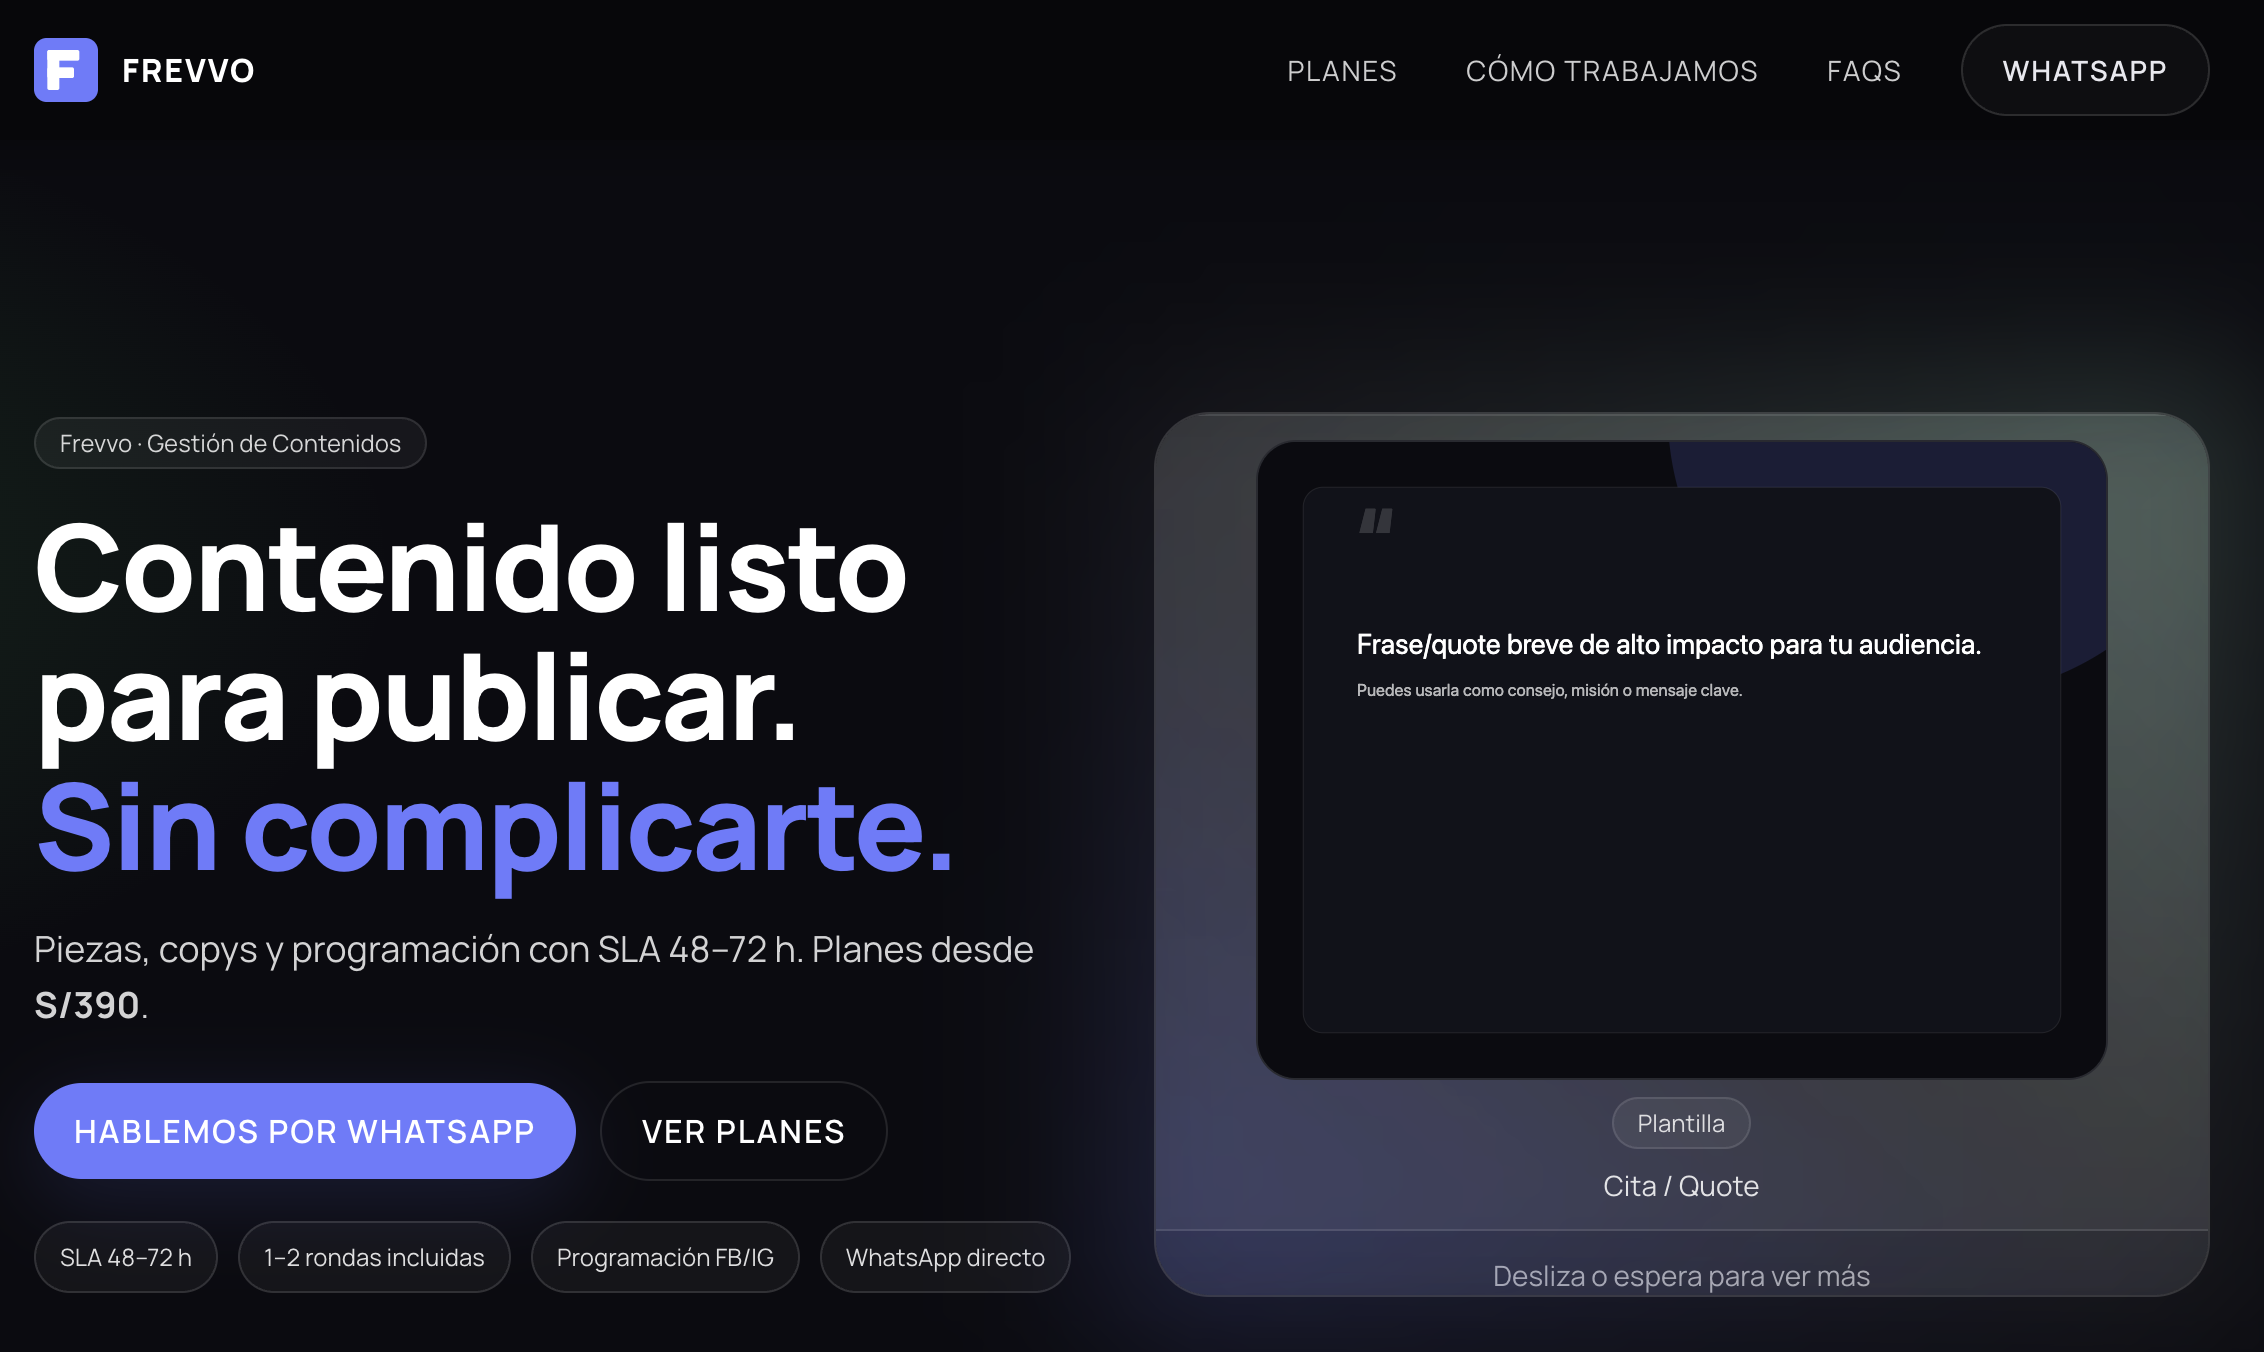 F FREVVO
PLANES
CÓMO TRABAJAMOS
FAQS
WHATSAPP
Frevvo · Gestión de Contenidos
Contenido listo
para publicar.
Sin complicarte.
Piezas, copys y programación con SLA 48–72 h. Planes desde
S/390.
HABLEMOS POR WHATSAPP
VER PLANES
SLA 48–72 h
1–2 rondas incluidas
Programación FB/IG
WhatsApp directo
"
Frase/quote breve de alto impacto para tu audiencia.
Puedes usarla como consejo, misión o mensaje clave.
Plantilla
Cita / Quote
Desliza o espera para ver más